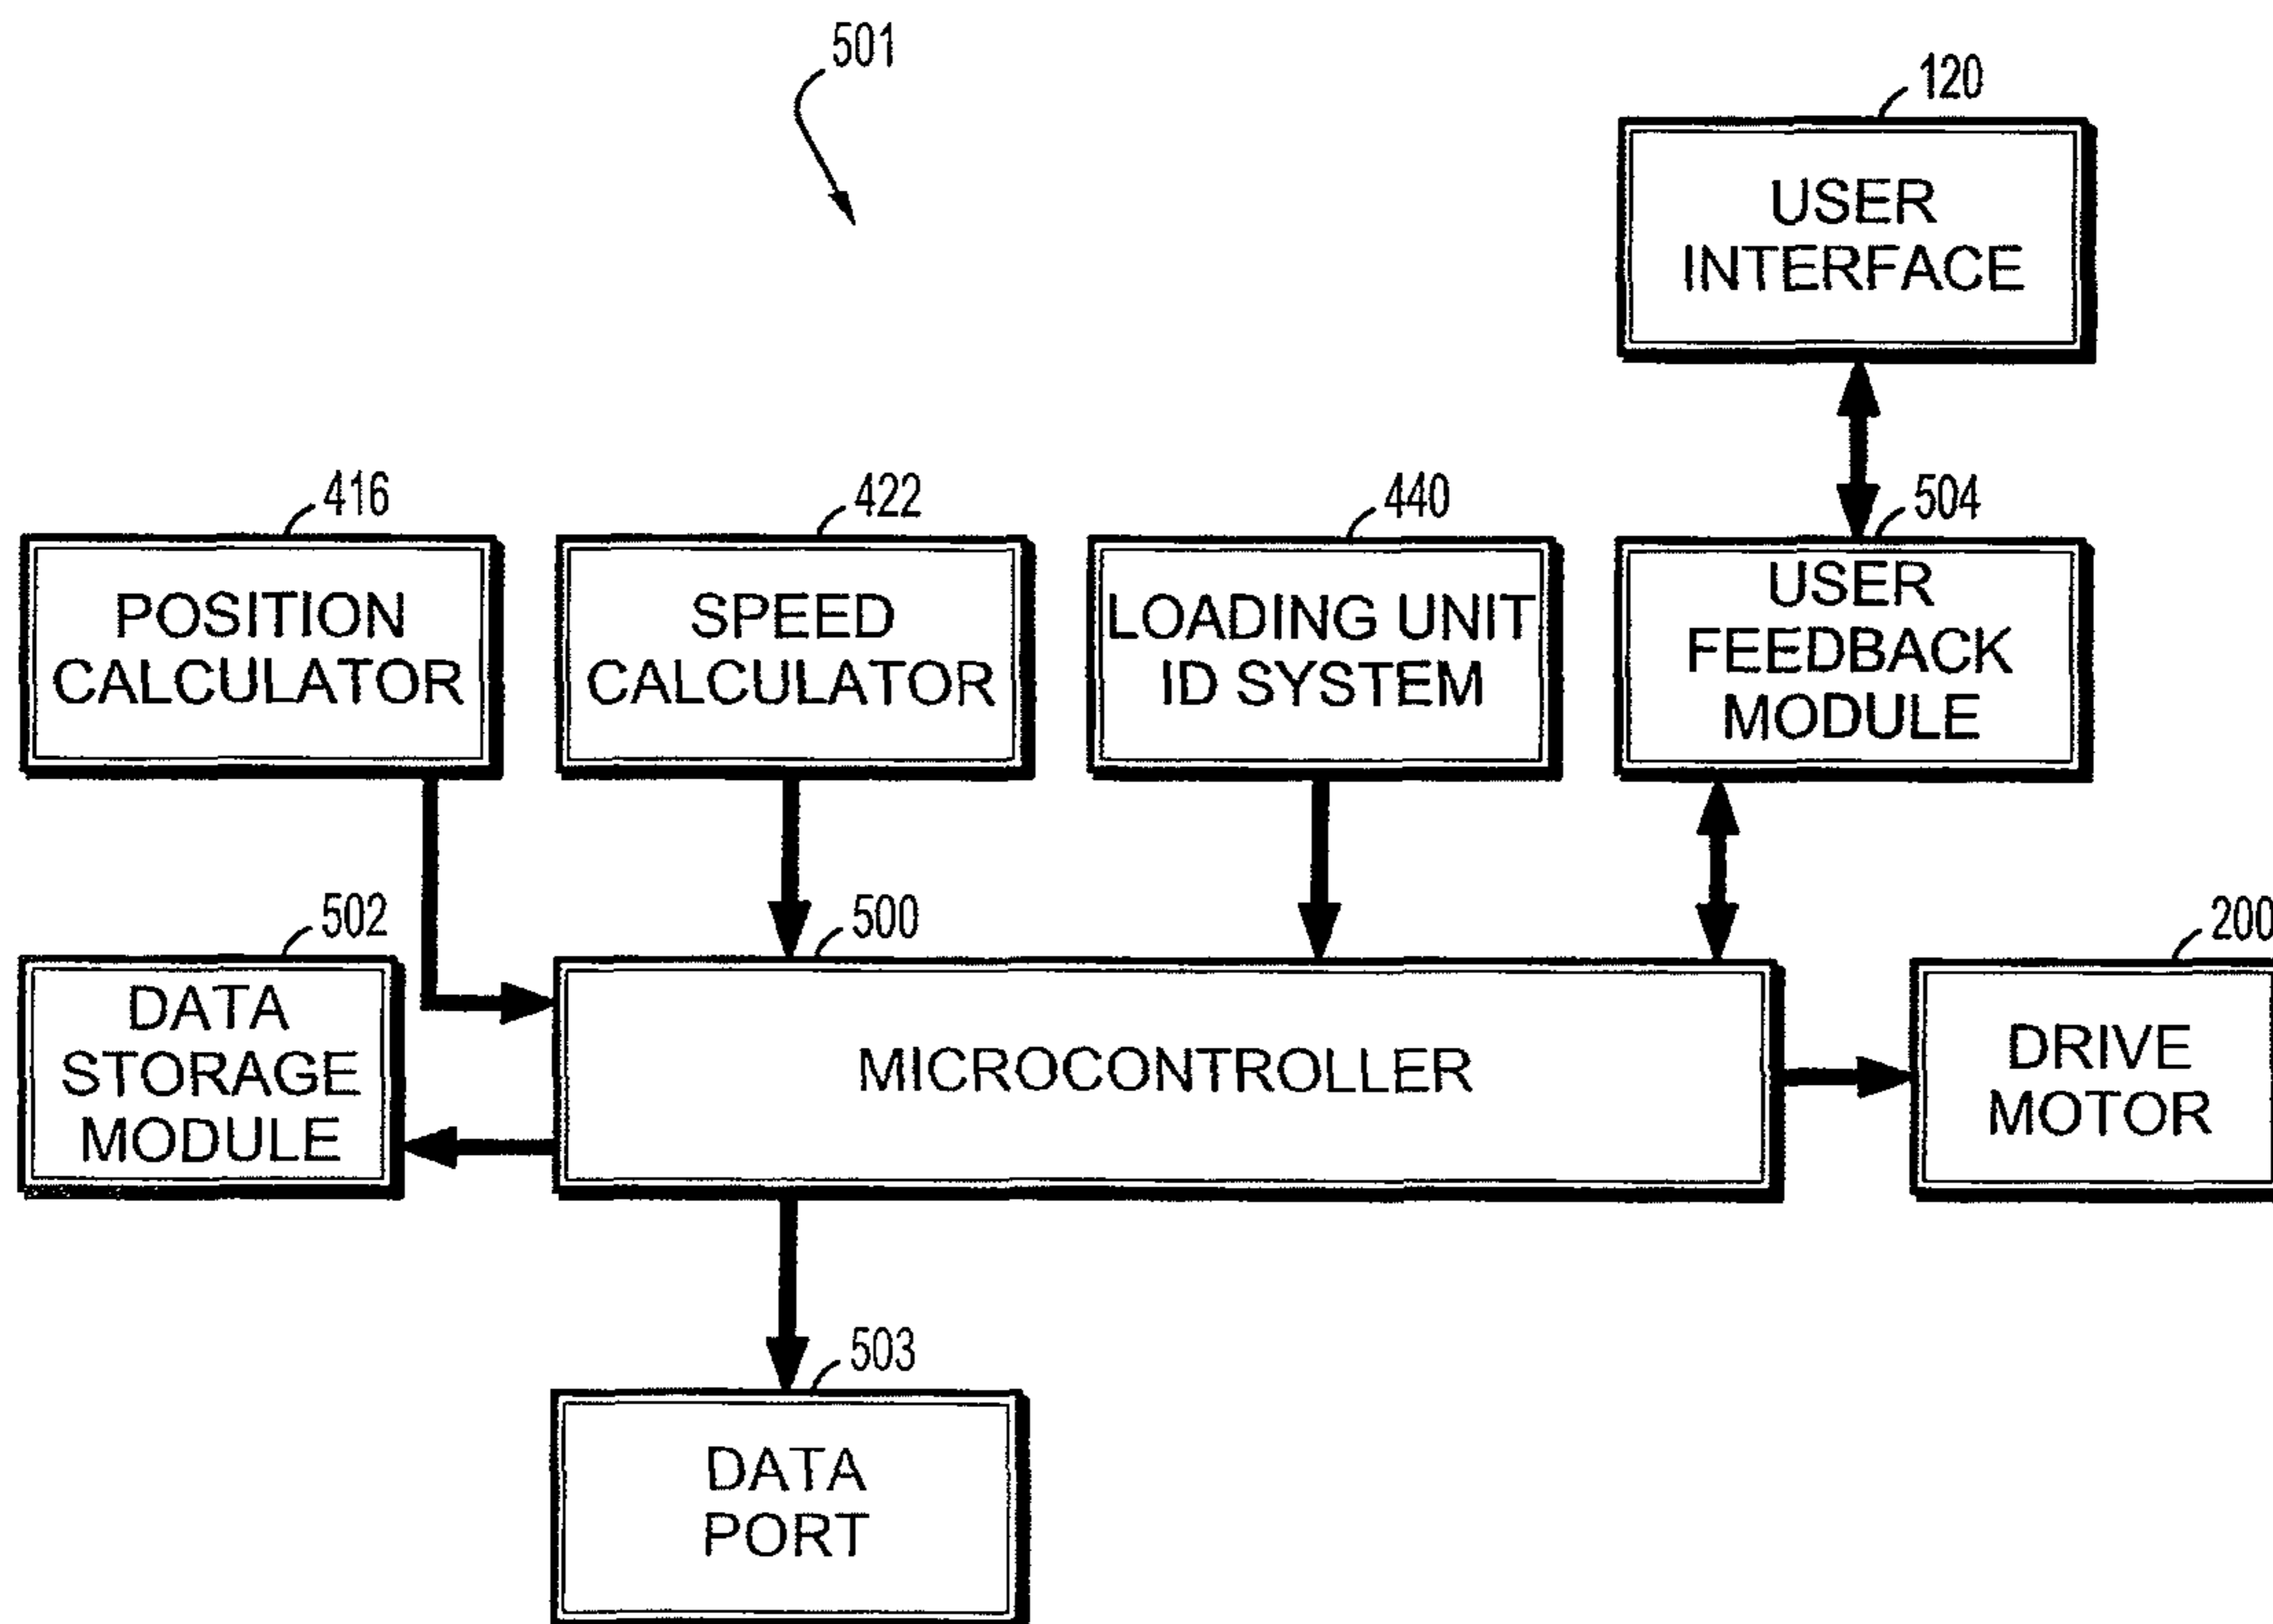 501
120
USER
INTERFACE
416
422
440
504
POSITION
CALCULATOR
SPEED
CALCULATOR
LOADING UNIT
ID SYSTEM
USER
FEEDBACK
MODULE
502
500
200
DATA
STORAGE
MODULE
MICROCONTROLLER
DRIVE
MOTOR
503
DATA
PORT